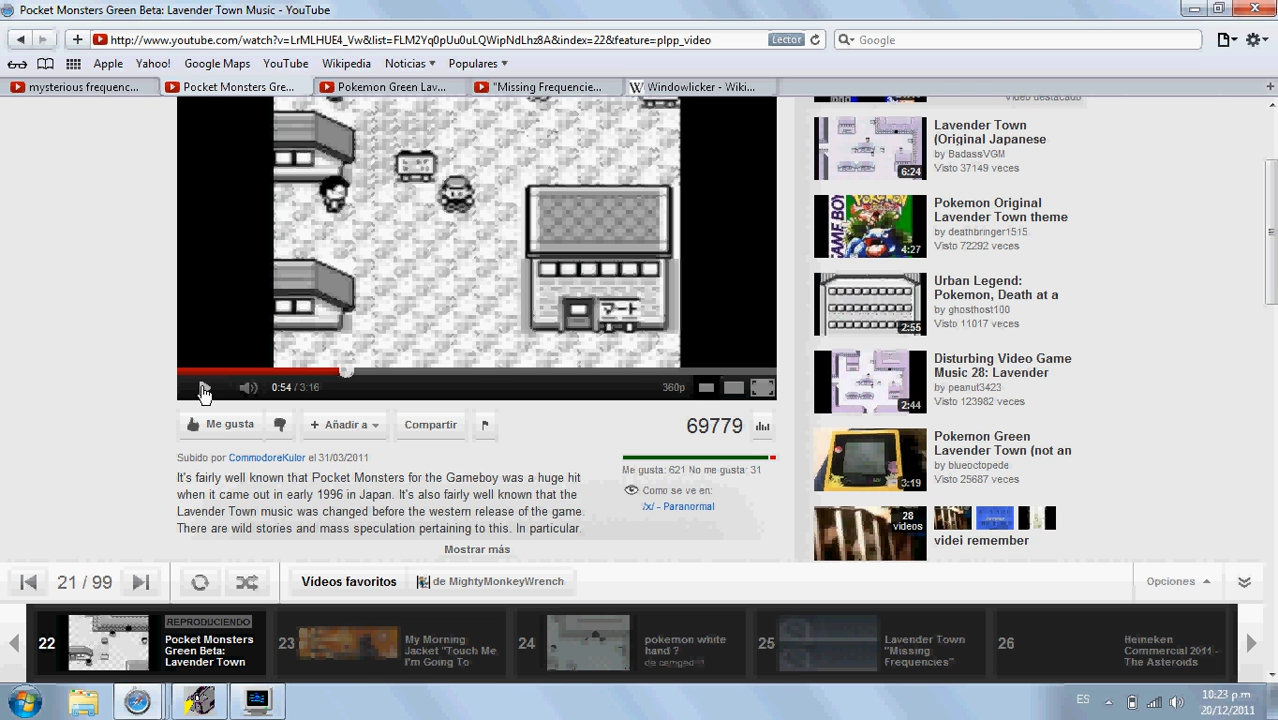 Pocket Monsters Green Beta: Lavender Town Music - YouTube
http://www.youtube.com/watch?v=LrMLHUE4_Vw&list=FLM2Yq0pUu0uLQWipNdLhz8A&index=22&feature=plpp_video
Lector
Google
Apple
Yahoo!
Google Maps
YouTube
Wikipedia
Noticias
Populares
mysterious frequenc...
Pocket Monsters Gre...
Pokemon Green Lav...
"Missing Frequencie...
Windowlicker - Wiki...
Video destacado
マート
0:54 / 3:16
360p
Me gusta
Añadir a
Compartir
69779
Subido por CommodoreKulor el 31/03/2011
It's fairly well known that Pocket Monsters for the Gameboy was a huge hit
when it came out in early 1996 in Japan. It's also fairly well known that the
Lavender Town music was changed before the western release of the game.
There are wild stories and mass speculation pertaining to this. In particular.
Me gusta: 621 No me gusta: 31
Como se ve en:
/x/ - Paranormal
Mostrar más
Lavender Town
(Original Japanese
by BadassVGM
Visto 37149 veces
6:24
Pokemon Original
Lavender Town theme
by deathbringer1515
Visto 72292 veces
GAME BOY
4:27
Urban Legend:
Pokemon, Death at a
by ghosthost100
Visto 11017 veces
2:55
Disturbing Video Game
Music 28: Lavender
by peanut3423
Visto 123982 veces
2:44
Pokemon Green
Lavender Town (not an
by blueoctopede
Visto 25687 veces
3:19
28
videos
videi remember
21 / 99
Vídeos favoritos
de MightyMonkeyWrench
Opciones
22
REPRODUCIENDO
Pocket Monsters
Green Beta:
Lavender Town
23
My Morning
Jacket "Touch Me
I'm Going To
24
pokemon white
hand ?
de camged
25
Lavender Town
"Missing
Frequencies"
26
Heineken
Commercial 2011 -
The Asteroids
ES
10:23 p.m.
20/12/2011